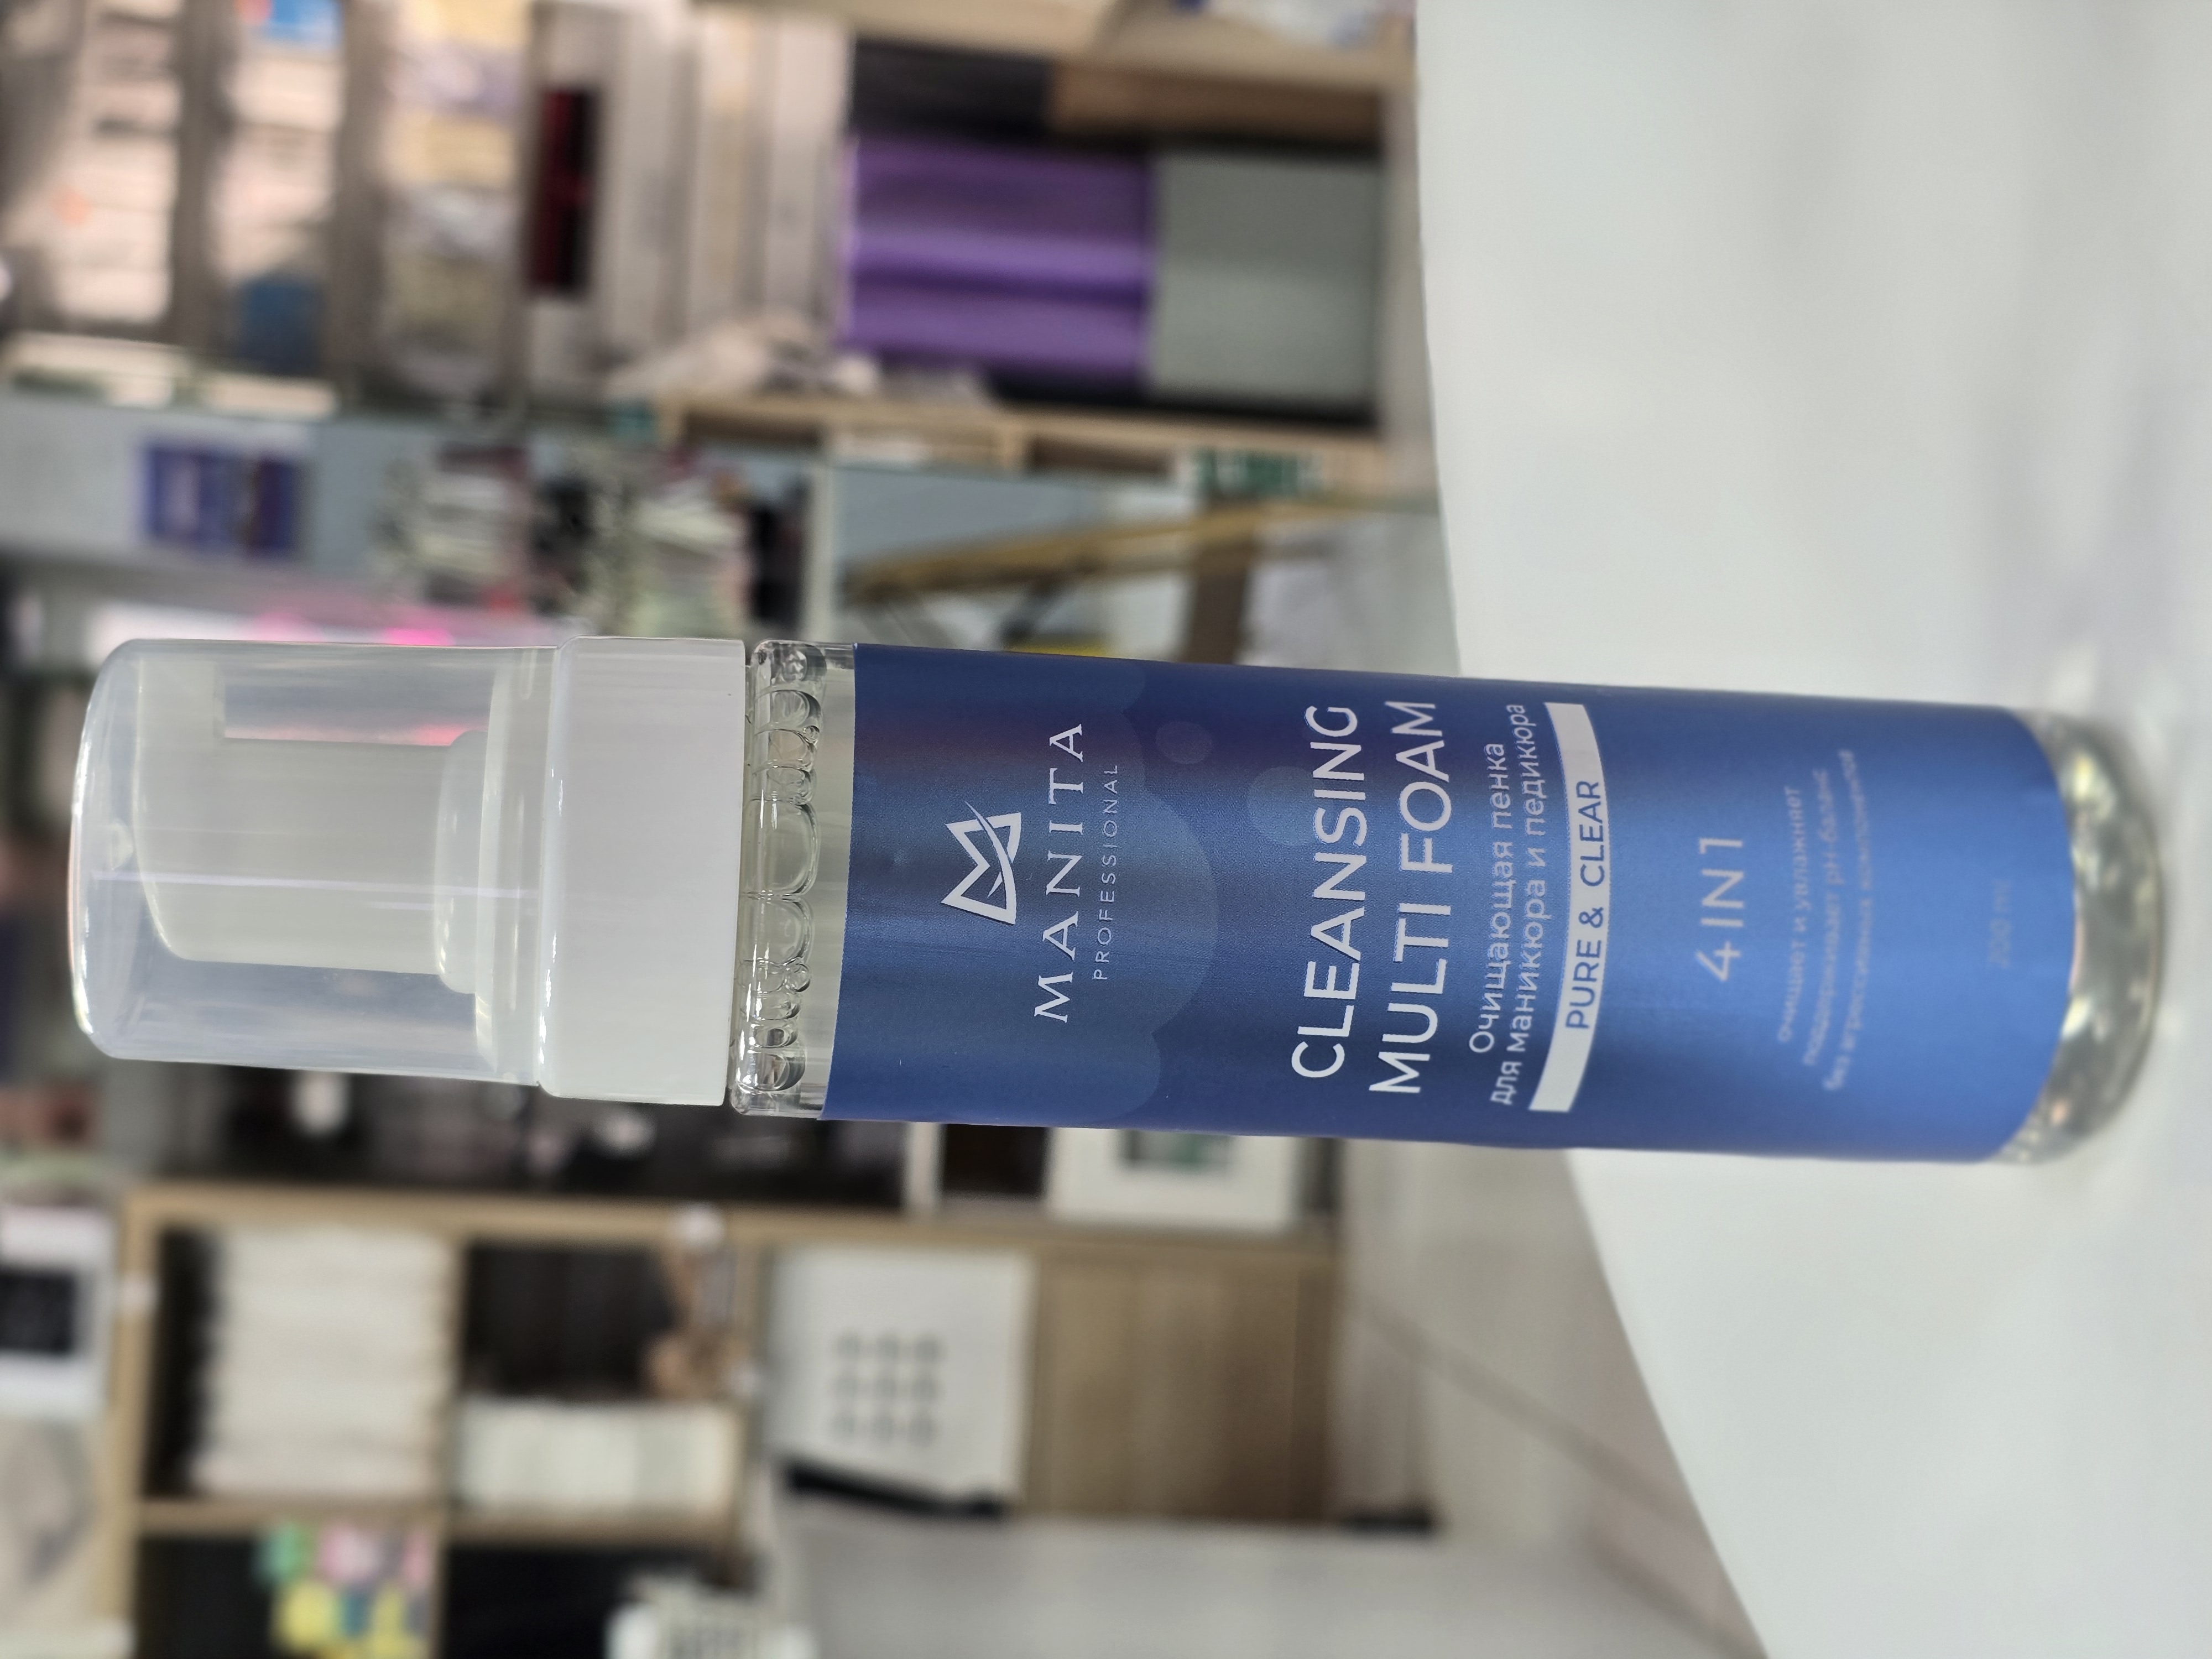 MANITA
PROFESSIONAL
CLEANSING
MULTI FOAM
Очищающая пенка
для маникюра и педикюра
PURE & CLEAR
4 IN 1
очищает и увлажняет
поддерживает pH-баланс
без агрессивных компонентов
200 ml